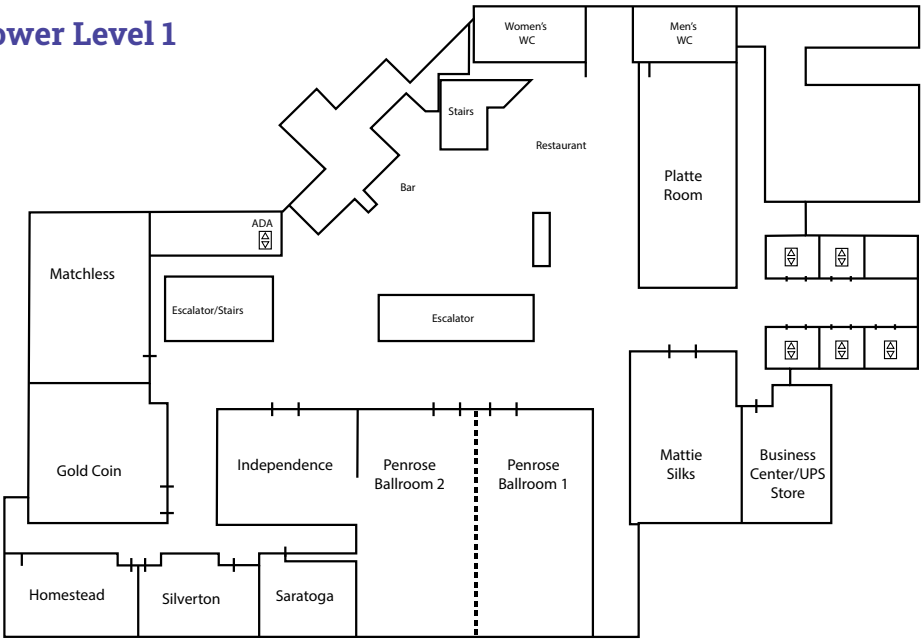 ower Level 1
Women's
WC
Men's
WC
Stairs
Restaurant
Platte
Room
Bar
ADA
Matchless
Escalator/Stairs
Escalator
Gold Coin
Independence
Penrose
Ballroom 2
Penrose
Ballroom 1
Mattie
Silks
Business
Center/UPS
Store
Homestead
Silverton
Saratoga